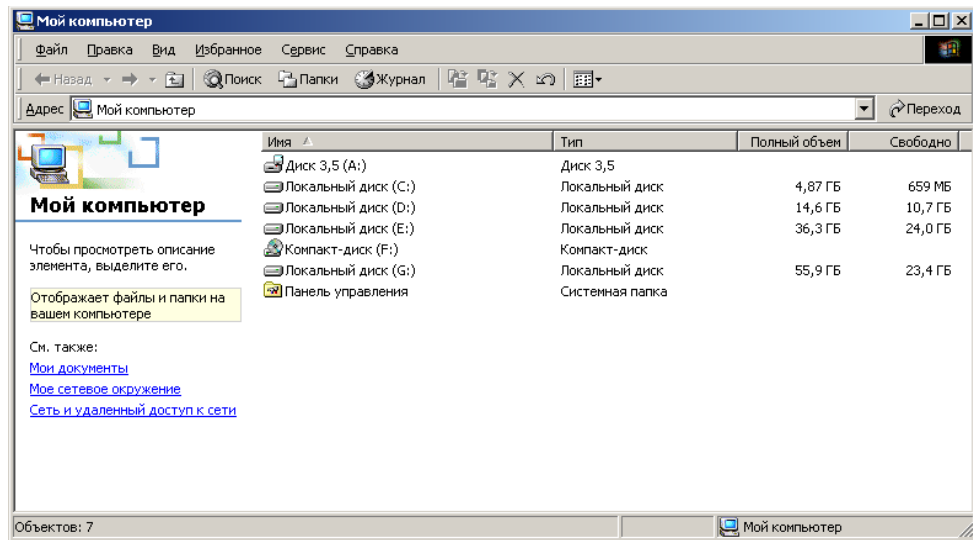 Мой компьютер
Файл Правка Вид Избранное Сервис Справка
Назад Поиск Папки Журнал
Адрес Мой компьютер Переход
Имя Тип Полный объем Свободно
Диск 3,5 (A:) Диск 3,5
Локальный диск (C:) Локальный диск 4,87 ГБ 659 МБ
Локальный диск (D:) Локальный диск 14,6 ГБ 10,7 ГБ
Локальный диск (E:) Локальный диск 36,3 ГБ 24,0 ГБ
Компакт-диск (F:) Компакт-диск
Локальный диск (G:) Локальный диск 55,9 ГБ 23,4 ГБ
Панель управления Системная папка
Мой компьютер
Чтобы просмотреть описание
элемента, выделите его.
Отображает файлы и папки на
вашем компьютере
См. также:
Мои документы
Мое сетевое окружение
Сеть и удаленный доступ к сети
Объектов: 7 Мой компьютер